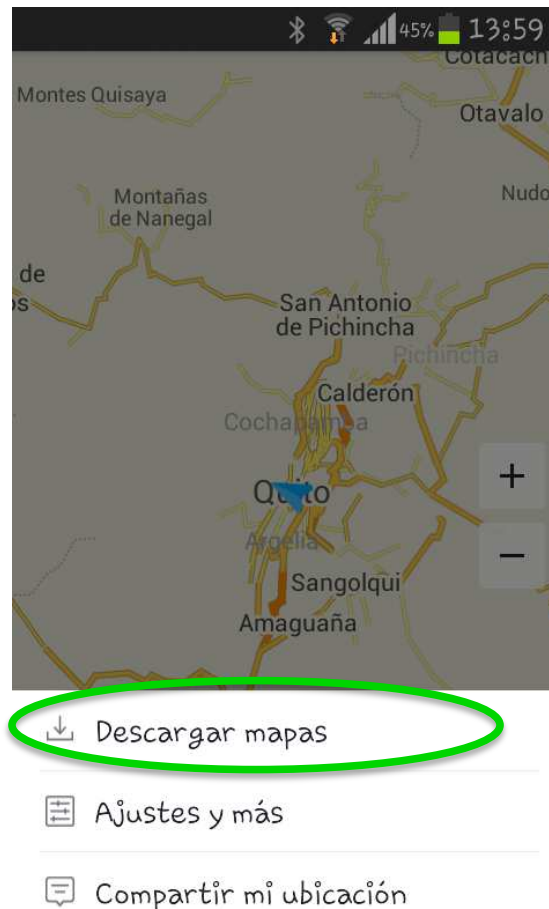 45% 13:59
Cotacach
Montes Quisaya
Otavalo
Montañas
de Nanegal
Nudo
de
os
San Antonio
de Pichincha
Pichincha
Calderón
Cochapamba
+
Quito
Argelia
−
Sangolqui
Amaguaña
Descargar mapas
Ajustes y más
Compartir mi ubicación